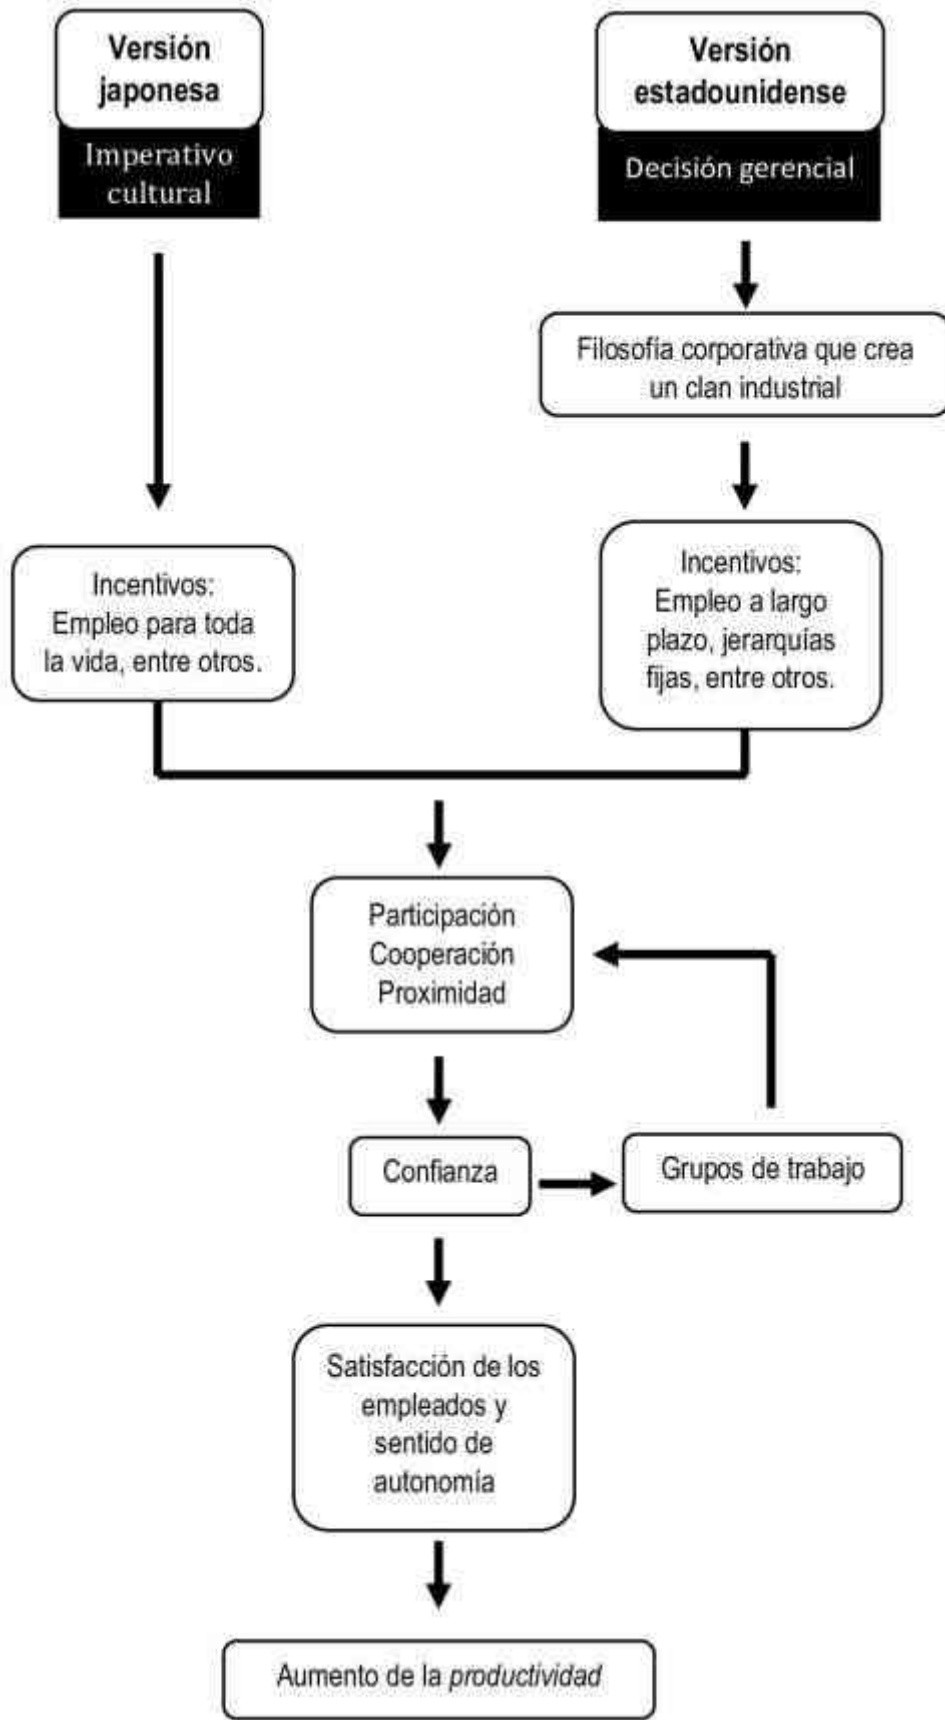 Versión
japonesa
Imperativo
cultural
Versión
estadounidense
Decisión gerencial
Filosofía corporativa que crea
un clan industrial
Incentivos:
Empleo para toda
la vida, entre otros.
Incentivos:
Empleo a largo
plazo, jerarquías
fijas, entre otros.
Participación
Cooperación
Proximidad
Confianza
Grupos de trabajo
Satisfacción de los
empleados y
sentido de
autonomía
Aumento de la productividad